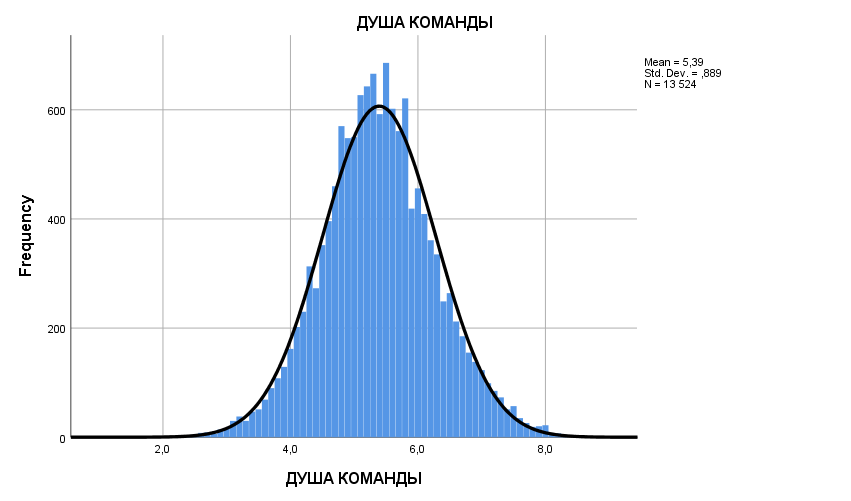 ДУША КОМАНДЫ
Mean = 5,39
Std. Dev. = ,889
N = 13 524
Frequency
600
400
200
0
2,0
4,0
6,0
8,0
ДУША КОМАНДЫ